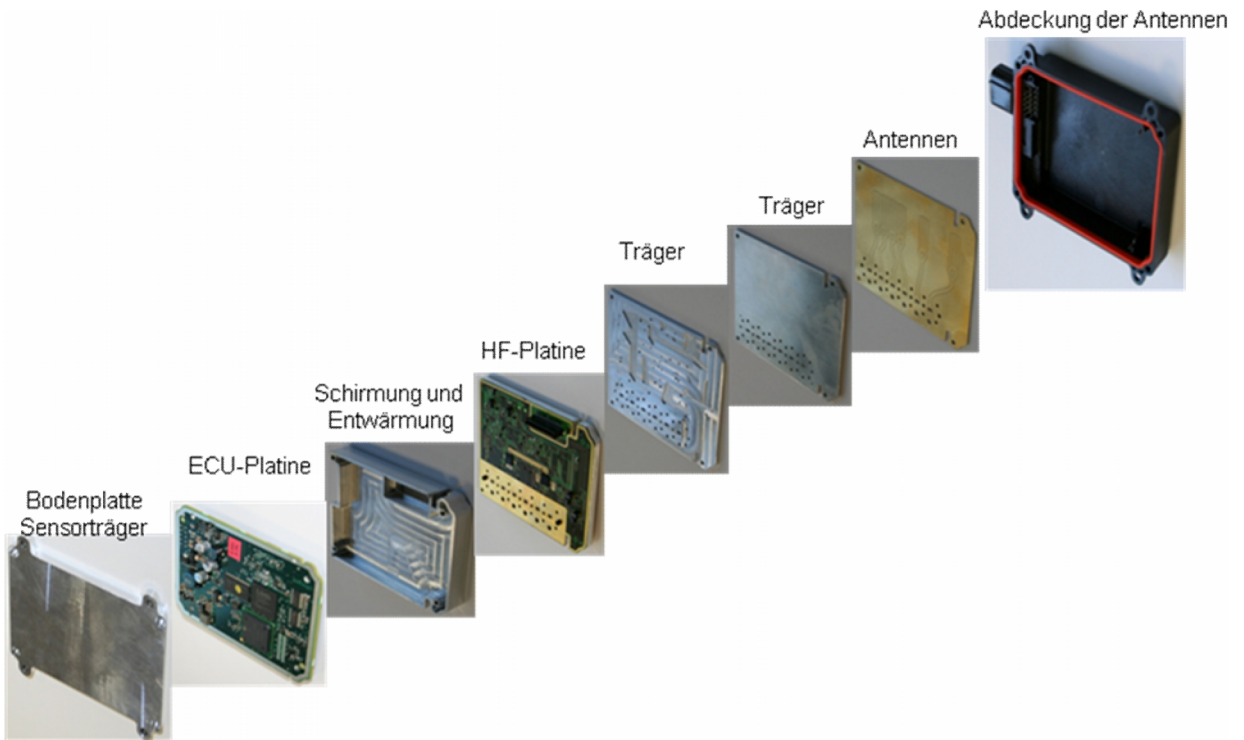 Abdeckung der Antennen
Antennen
Träger
Träger
HF-Platine
Schirmung und
Entwärmung
ECU-Platine
Bodenplatte
Sensorträger